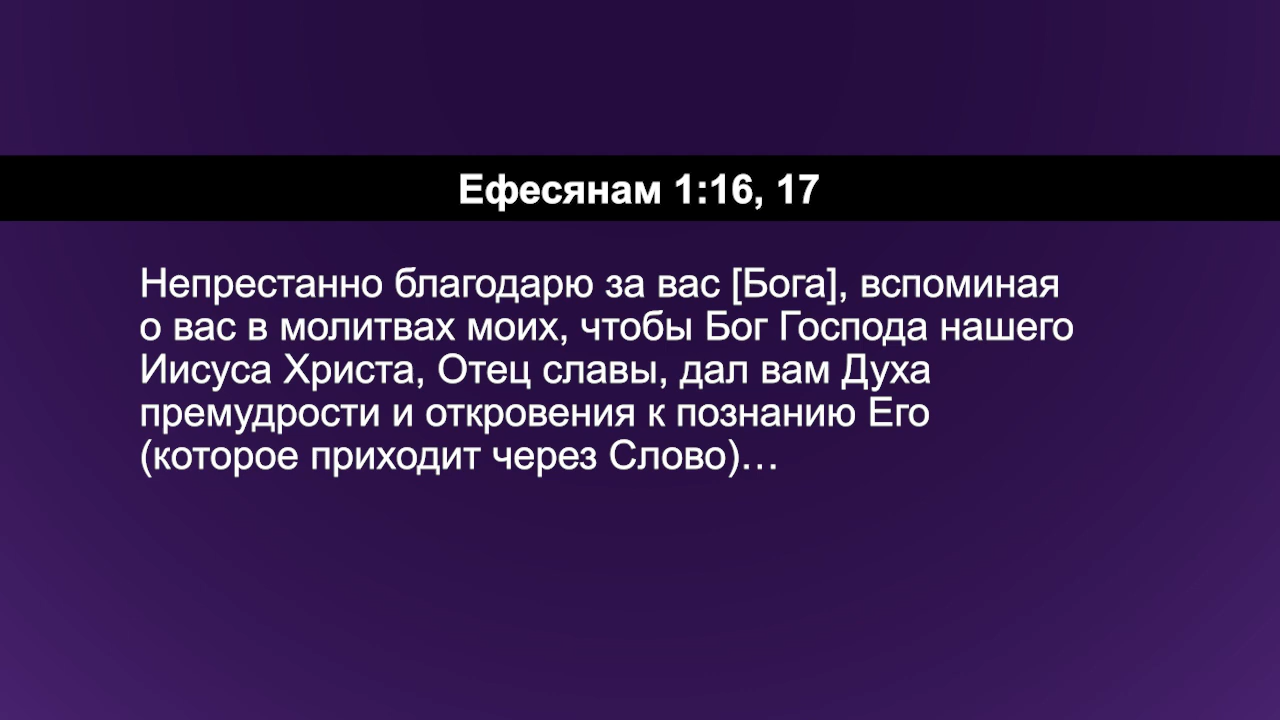 Ефесянам 1:16, 17
Непрестанно благодарю за вас [Бога], вспоминая
о вас в молитвах моих, чтобы Бог Господа нашего
Иисуса Христа, Отец славы, дал вам Духа
премудрости и откровения к познанию Его
(которое приходит через Слово)…